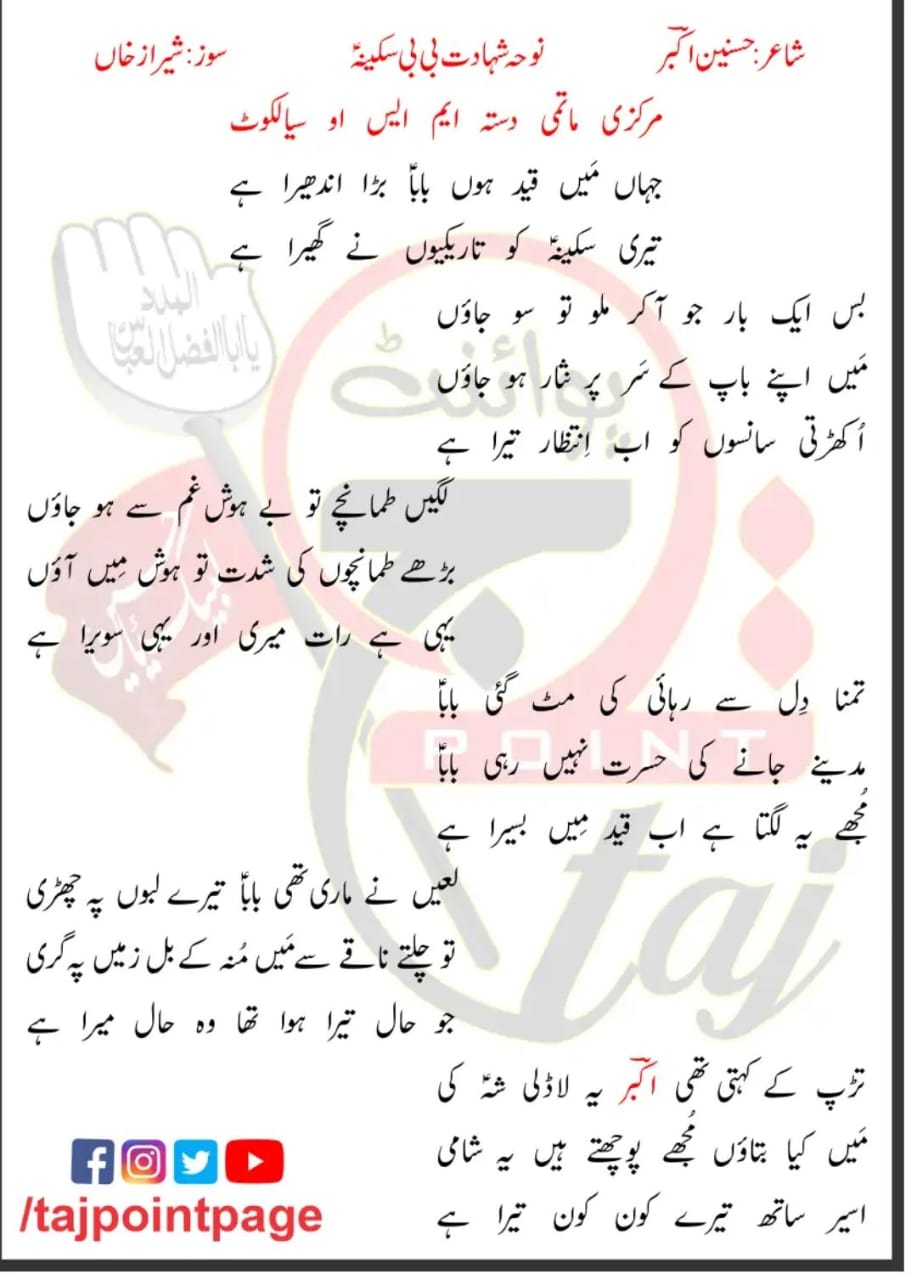 شاعر: حسنین اکبرؔ نوحہ شہادت بی بی سکینہؑ سوز: شیراز خاں
مرکزی ماتمی دستہ ایم ایس او سیالکوٹ
جہاں مَیں قید ہوں باباؑ بڑا اندھیرا ہے
تیری سکینہؑ کو تاریکیوں نے گھیرا ہے
بس ایک بار جو آ کر ملو تو سو جاؤں
مَیں اپنے باپ کے سَر پر نثار ہو جاؤں
اُکھڑتی سانسوں کو اب اِنتظار تیرا ہے
لگیں طمانچے تو بے ہوش غم سے ہو جاؤں
بڑھے طمانچوں کی شدت تو ہوش مِیں آؤں
یہی ہے رات میری اور یہی سویرا ہے
تمنا دِل سے رہائی کی مٹ گئی باباؑ
مدینے جانے کی حسرت نہیں رہی باباؑ
مُجھے یہ لگتا ہے اب قید مِیں بسیرا ہے
لعیں نے ماری تھی باباؑ تیرے لبوں پہ چھڑی
تو چلتے ناقے سے مَیں مُنہ کے بل زمیں پہ گری
جو حال تیرا ہوا تھا وہ حال میرا ہے
تڑپ کے کہتی تھی اکبرؔ یہ لاڈلی شہؑ کی
مَیں کیا بتاؤں مُجھے پوچھتے ہیں یہ شامی
اسیر ساتھ تیرے کون کون تیرا ہے
المدد
یا ابا الفضل العباسؑ
پوائنٹ
تاج
لبیک یا حسینؑ
POINT
taj
/tajpointpage